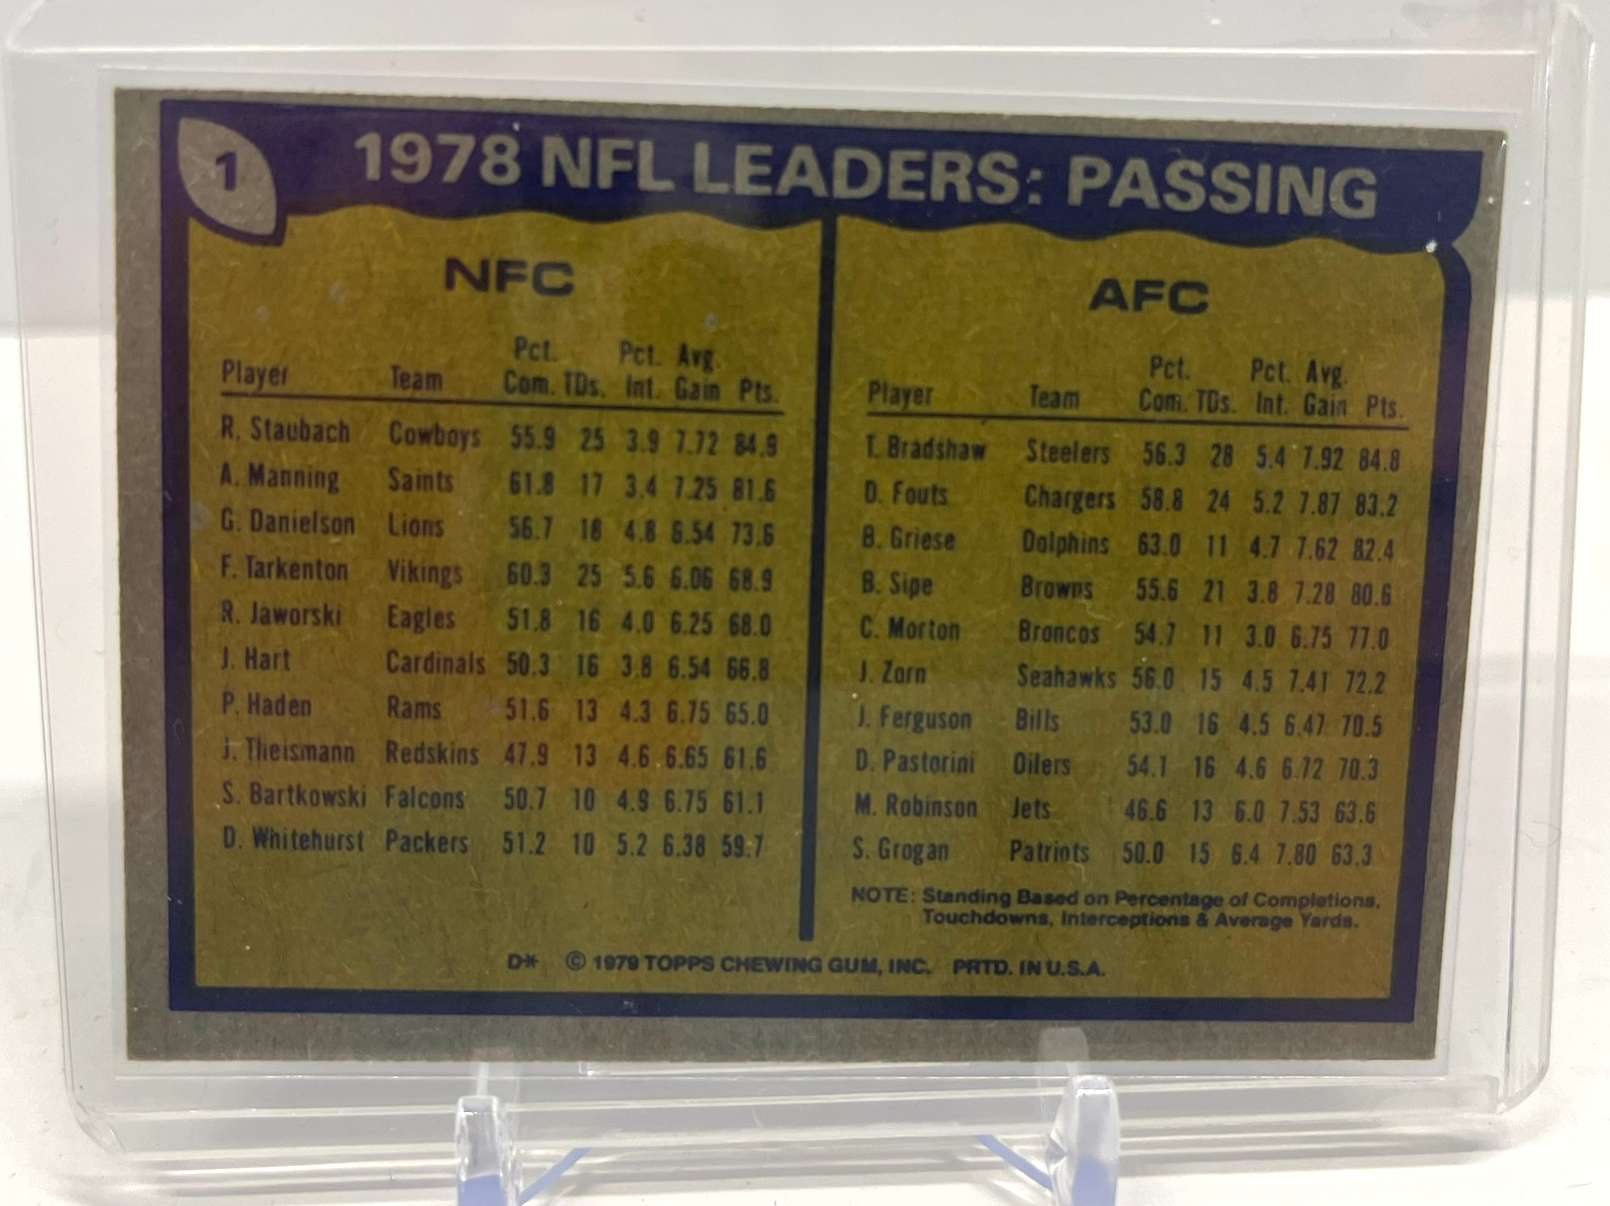 1
1978 NFL LEADERS: PASSING
NFC
Pct. Pct. Avg.
Player Team Com. TDs. Int. Gain Pts.
R. Staubach Cowboys 55.9 25 3.9 7.72 84.9
A. Manning Saints 61.8 17 3.4 7.25 81.6
G. Danielson Lions 56.7 18 4.8 6.54 73.6
F. Tarkenton Vikings 60.3 25 5.6 6.06 68.9
R. Jaworski Eagles 51.8 16 4.0 6.25 68.0
J. Hart Cardinals 50.3 16 3.8 6.54 66.8
P. Haden Rams 51.6 13 4.3 6.75 65.0
J. Theismann Redskins 47.9 13 4.6 6.65 61.6
S. Bartkowski Falcons 50.7 10 4.9 6.75 61.1
D. Whitehurst Packers 51.2 10 5.2 6.38 59.7
AFC
Pct. Pct. Avg.
Player Team Com. TDs. Int. Gain Pts.
T. Bradshaw Steelers 56.3 28 5.4 7.92 84.8
D. Fouts Chargers 58.8 24 5.2 7.87 83.2
B. Griese Dolphins 63.0 11 4.7 7.62 82.4
B. Sipe Browns 55.6 21 3.8 7.28 80.6
C. Morton Broncos 54.7 11 3.0 6.75 77.0
J. Zorn Seahawks 56.0 15 4.5 7.41 72.2
J. Ferguson Bills 53.0 16 4.5 6.47 70.5
D. Pastorini Oilers 54.1 16 4.6 6.72 70.3
M. Robinson Jets 46.6 13 6.0 7.53 63.6
S. Grogan Patriots 50.0 15 6.4 7.80 63.3
NOTE: Standing Based on Percentage of Completions,
Touchdowns, Interceptions & Average Yards.
D* © 1979 TOPPS CHEWING GUM, INC. PRTD. IN U.S.A.